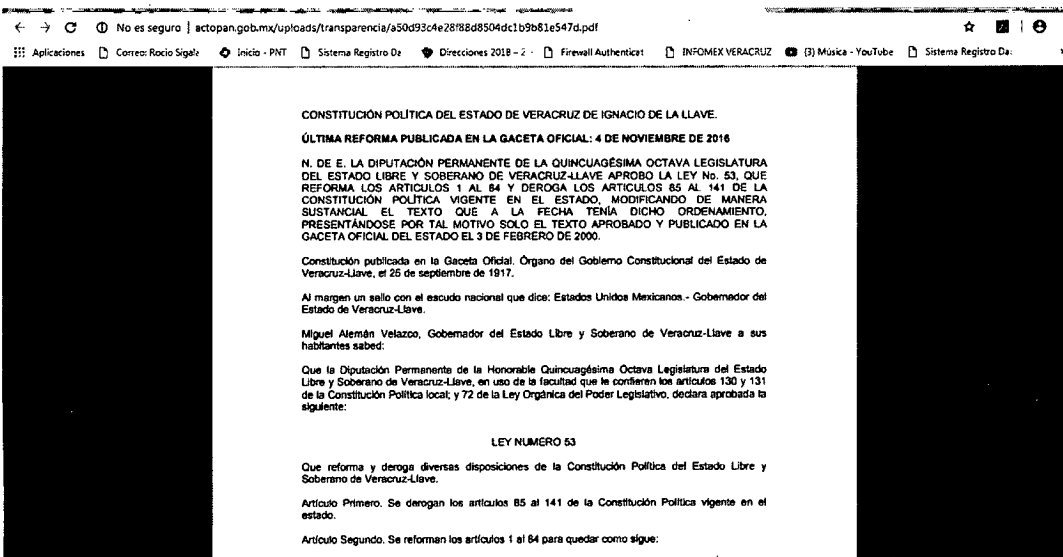 No es seguro | actopan.gob.mx/uploads/transparencia/a50d93c4e28f88d8504dc1b9b81e547d.pdf
Aplicaciones Correo: Rocio Sigala Inicio - PNT Sistema Registro De Direcciones 2018 – 2 - Firewall Authenticat INFOMEX VERACRUZ (3) Música - YouTube Sistema Registro Da:
CONSTITUCIÓN POLÍTICA DEL ESTADO DE VERACRUZ DE IGNACIO DE LA LLAVE.
ÚLTIMA REFORMA PUBLICADA EN LA GACETA OFICIAL: 4 DE NOVIEMBRE DE 2016
N. DE E. LA DIPUTACIÓN PERMANENTE DE LA QUINCUAGÉSIMA OCTAVA LEGISLATURA
DEL ESTADO LIBRE Y SOBERANO DE VERACRUZ-LLAVE APROBO LA LEY No. 53, QUE
REFORMA LOS ARTICULOS 1 AL 84 Y DEROGA LOS ARTICULOS 85 AL 141 DE LA
CONSTITUCIÓN POLÍTICA VIGENTE EN EL ESTADO, MODIFICANDO DE MANERA
SUSTANCIAL EL TEXTO QUE A LA FECHA TENÍA DICHO ORDENAMIENTO,
PRESENTÁNDOSE POR TAL MOTIVO SOLO EL TEXTO APROBADO Y PUBLICADO EN LA
GACETA OFICIAL DEL ESTADO EL 3 DE FEBRERO DE 2000.
Constitución publicada en la Gaceta Oficial. Órgano del Gobierno Constitucional del Estado de
Veracruz-Llave, el 25 de septiembre de 1917.
Al margen un sello con el escudo nacional que dice: Estados Unidos Mexicanos.- Gobernador del
Estado de Veracruz-Llave.
Miguel Alemán Velazco, Gobernador del Estado Libre y Soberano de Veracruz-Llave a sus
habitantes sabed:
Que la Diputación Permanente de la Honorable Quincuagésima Octava Legislatura del Estado
Libre y Soberano de Veracruz-Llave, en uso de la facultad que le confieren los artículos 130 y 131
de la Constitución Política local; y 72 de la Ley Orgánica del Poder Legislativo, declara aprobada la
siguiente:
LEY NUMERO 53
Que reforma y deroga diversas disposiciones de la Constitución Política del Estado Libre y
Soberano de Veracruz-Llave.
Artículo Primero. Se derogan los artículos 85 al 141 de la Constitución Política vigente en el
estado.
Artículo Segundo. Se reforman los artículos 1 al 84 para quedar como sigue: